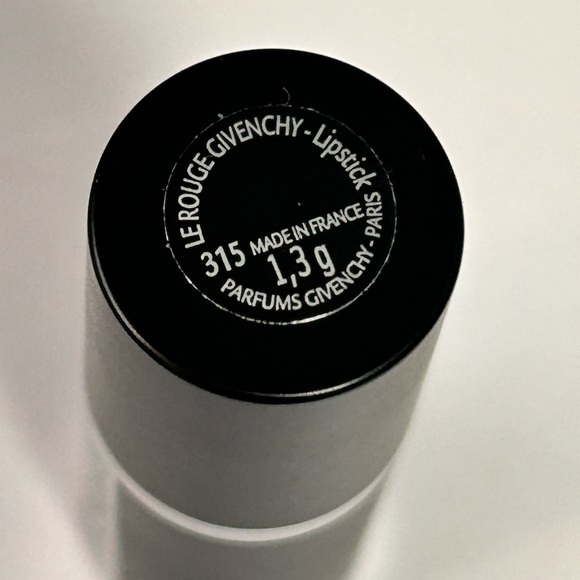 LE ROUGE GIVENCHY - Lipstick
315 MADE IN FRANCE
1,3 g
PARFUMS GIVENCHY - PARIS